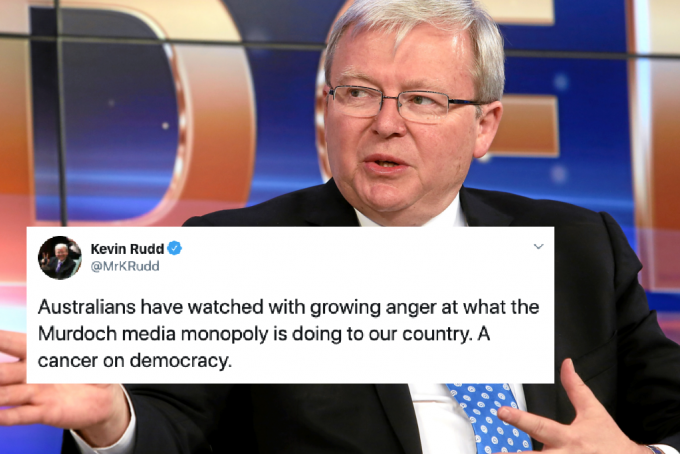 Kevin Rudd
@MrKRudd
Australians have watched with growing anger at what the
Murdoch media monopoly is doing to our country. A
cancer on democracy.